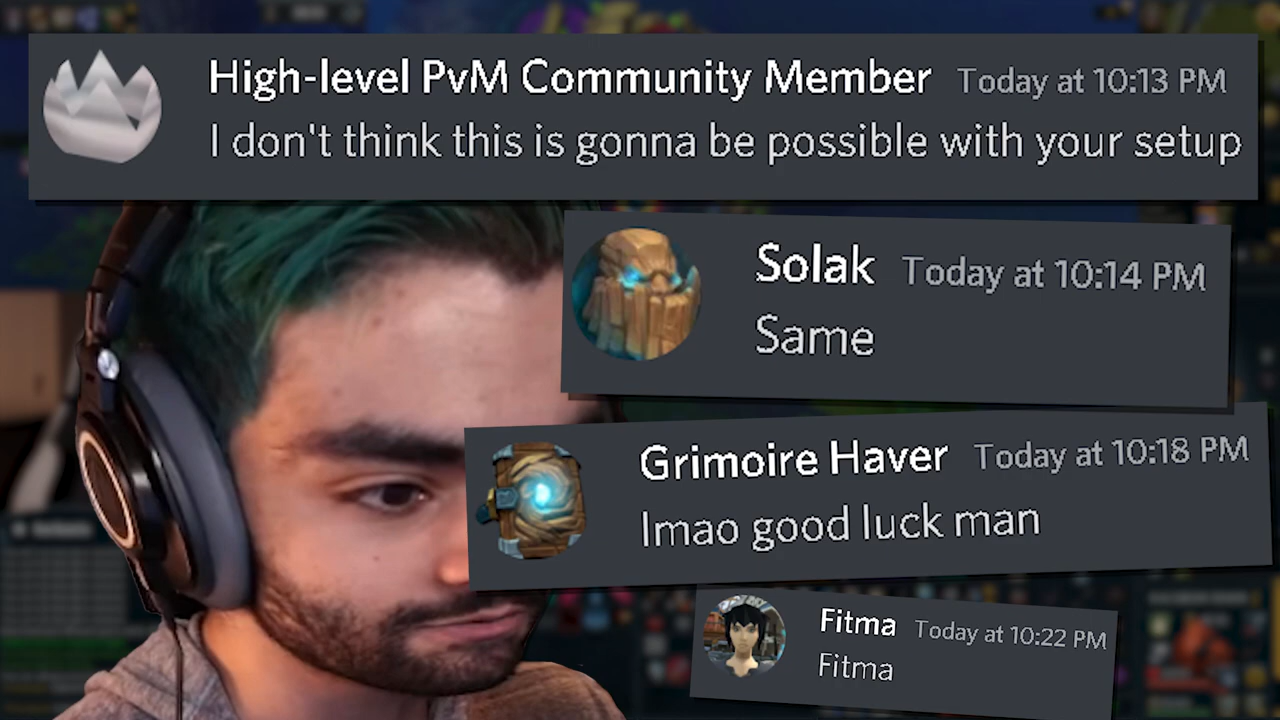 High-level PvM Community Member Today at 10:13 PM
I don't think this is gonna be possible with your setup
Solak Today at 10:14 PM
Same
Grimoire Haver Today at 10:18 PM
lmao good luck man
Fitma Today at 10:22 PM
Fitma